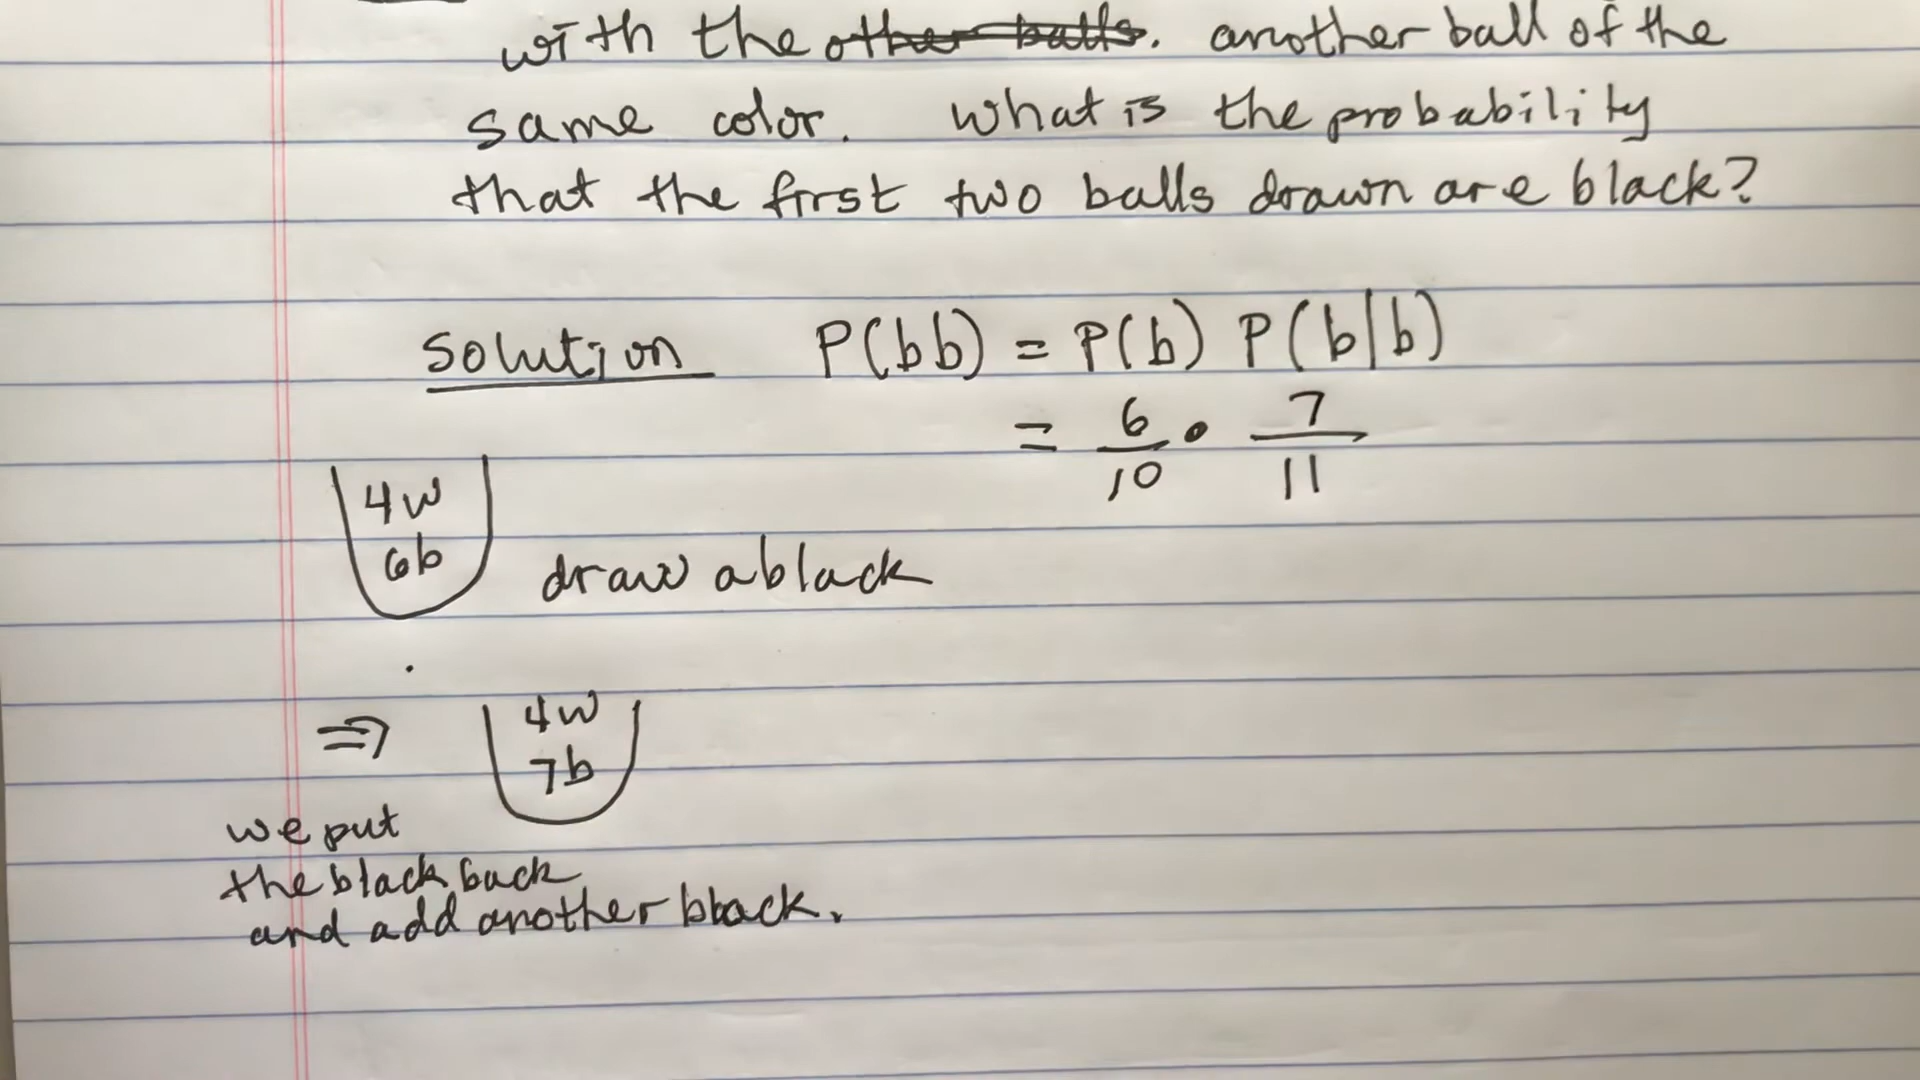 with the other balls. another ball of the
same color. What is the probability
that the first two balls drawn are black?
Solution P(bb) = P(b) P(b|b)
= 6/10 • 7/11
4w
6b
draw a black
⇒ 4w
7b
we put
the black back
and add another black.